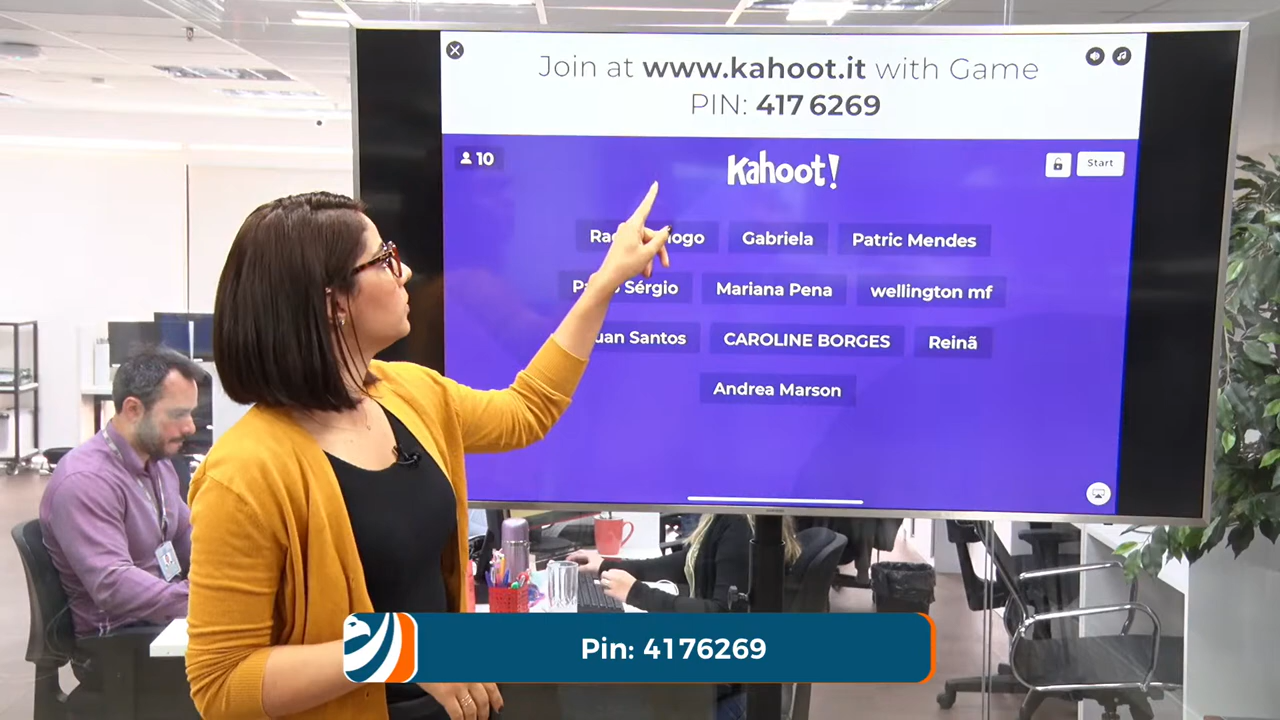 Join at www.kahoot.it with Game
PIN: 417 6269
10
Kahoot!
Start
Gabriela
Patric Mendes
Sérgio
Mariana Pena
wellington mf
Santos
CAROLINE BORGES
Reinã
Andrea Marson
Pin: 4176269